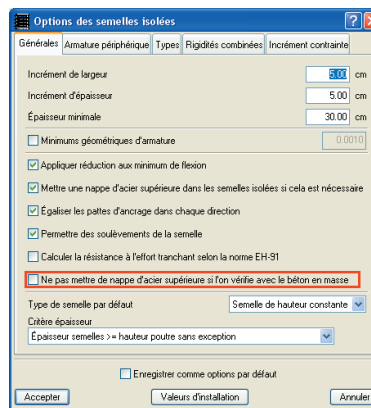 Options des semelles isolées
Générales Armature périphérique Types Rigidités combinées Incrément contrainte
Incrément de largeur 5.00 cm
Incrément d'épaisseur 5.00 cm
Épaisseur minimale 30.00 cm
Minimums géométriques d'armature 0.0010
Appliquer réduction aux minimum de flexion
Mettre une nappe d'acier supérieure dans les semelles isolées si cela est nécessaire
Égaliser les pattes d'ancrage dans chaque direction
Permettre des soulèvements de la semelle
Calculer la résistance à l'effort tranchant selon la norme EH-91
Ne pas mettre de nappe d'acier supérieure si l'on vérifie avec le béton en masse
Type de semelle par défaut Semelle de hauteur constante
Critère épaisseur
Épaisseur semelles >= hauteur poutre sans exception
Enregistrer comme options par défaut
Accepter Valeurs d'installation Annuler